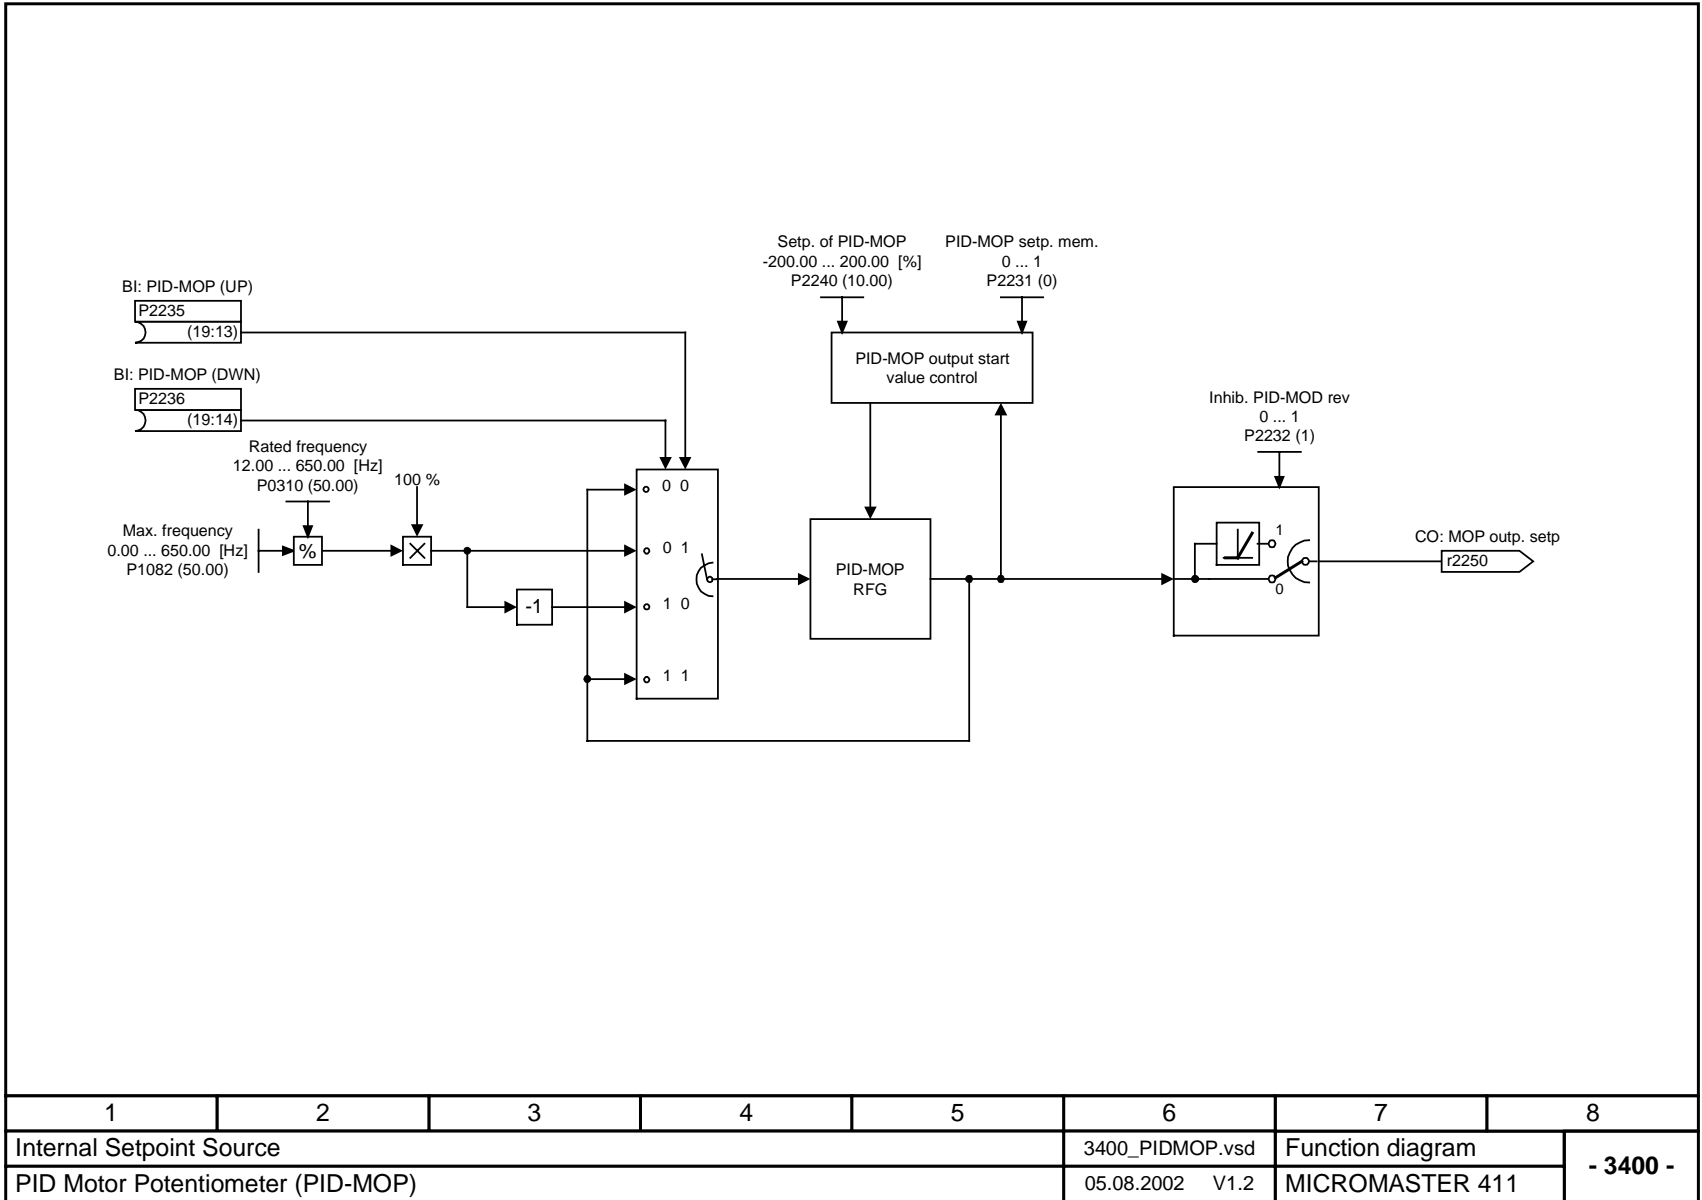 Setp. of PID-MOP
-200.00 ... 200.00 [%]
P2240 (10.00)
PID-MOP setp. mem.
0 ... 1
P2231 (0)
BI: PID-MOP (UP)
P2235
(19:13)
BI: PID-MOP (DWN)
P2236
(19:14)
PID-MOP output start
value control
Rated frequency
12.00 ... 650.00 [Hz]
P0310 (50.00)
100 %
Max. frequency
0.00 ... 650.00 [Hz]
P1082 (50.00)
%
-1
0 0
0 1
1 0
1 1
PID-MOP
RFG
Inhib. PID-MOD rev
0 ... 1
P2232 (1)
1
0
CO: MOP outp. setp
r2250
1 2 3 4 5 6 7 8
Internal Setpoint Source
3400_PIDMOP.vsd
Function diagram
- 3400 -
PID Motor Potentiometer (PID-MOP)
05.08.2002 V1.2
MICROMASTER 411